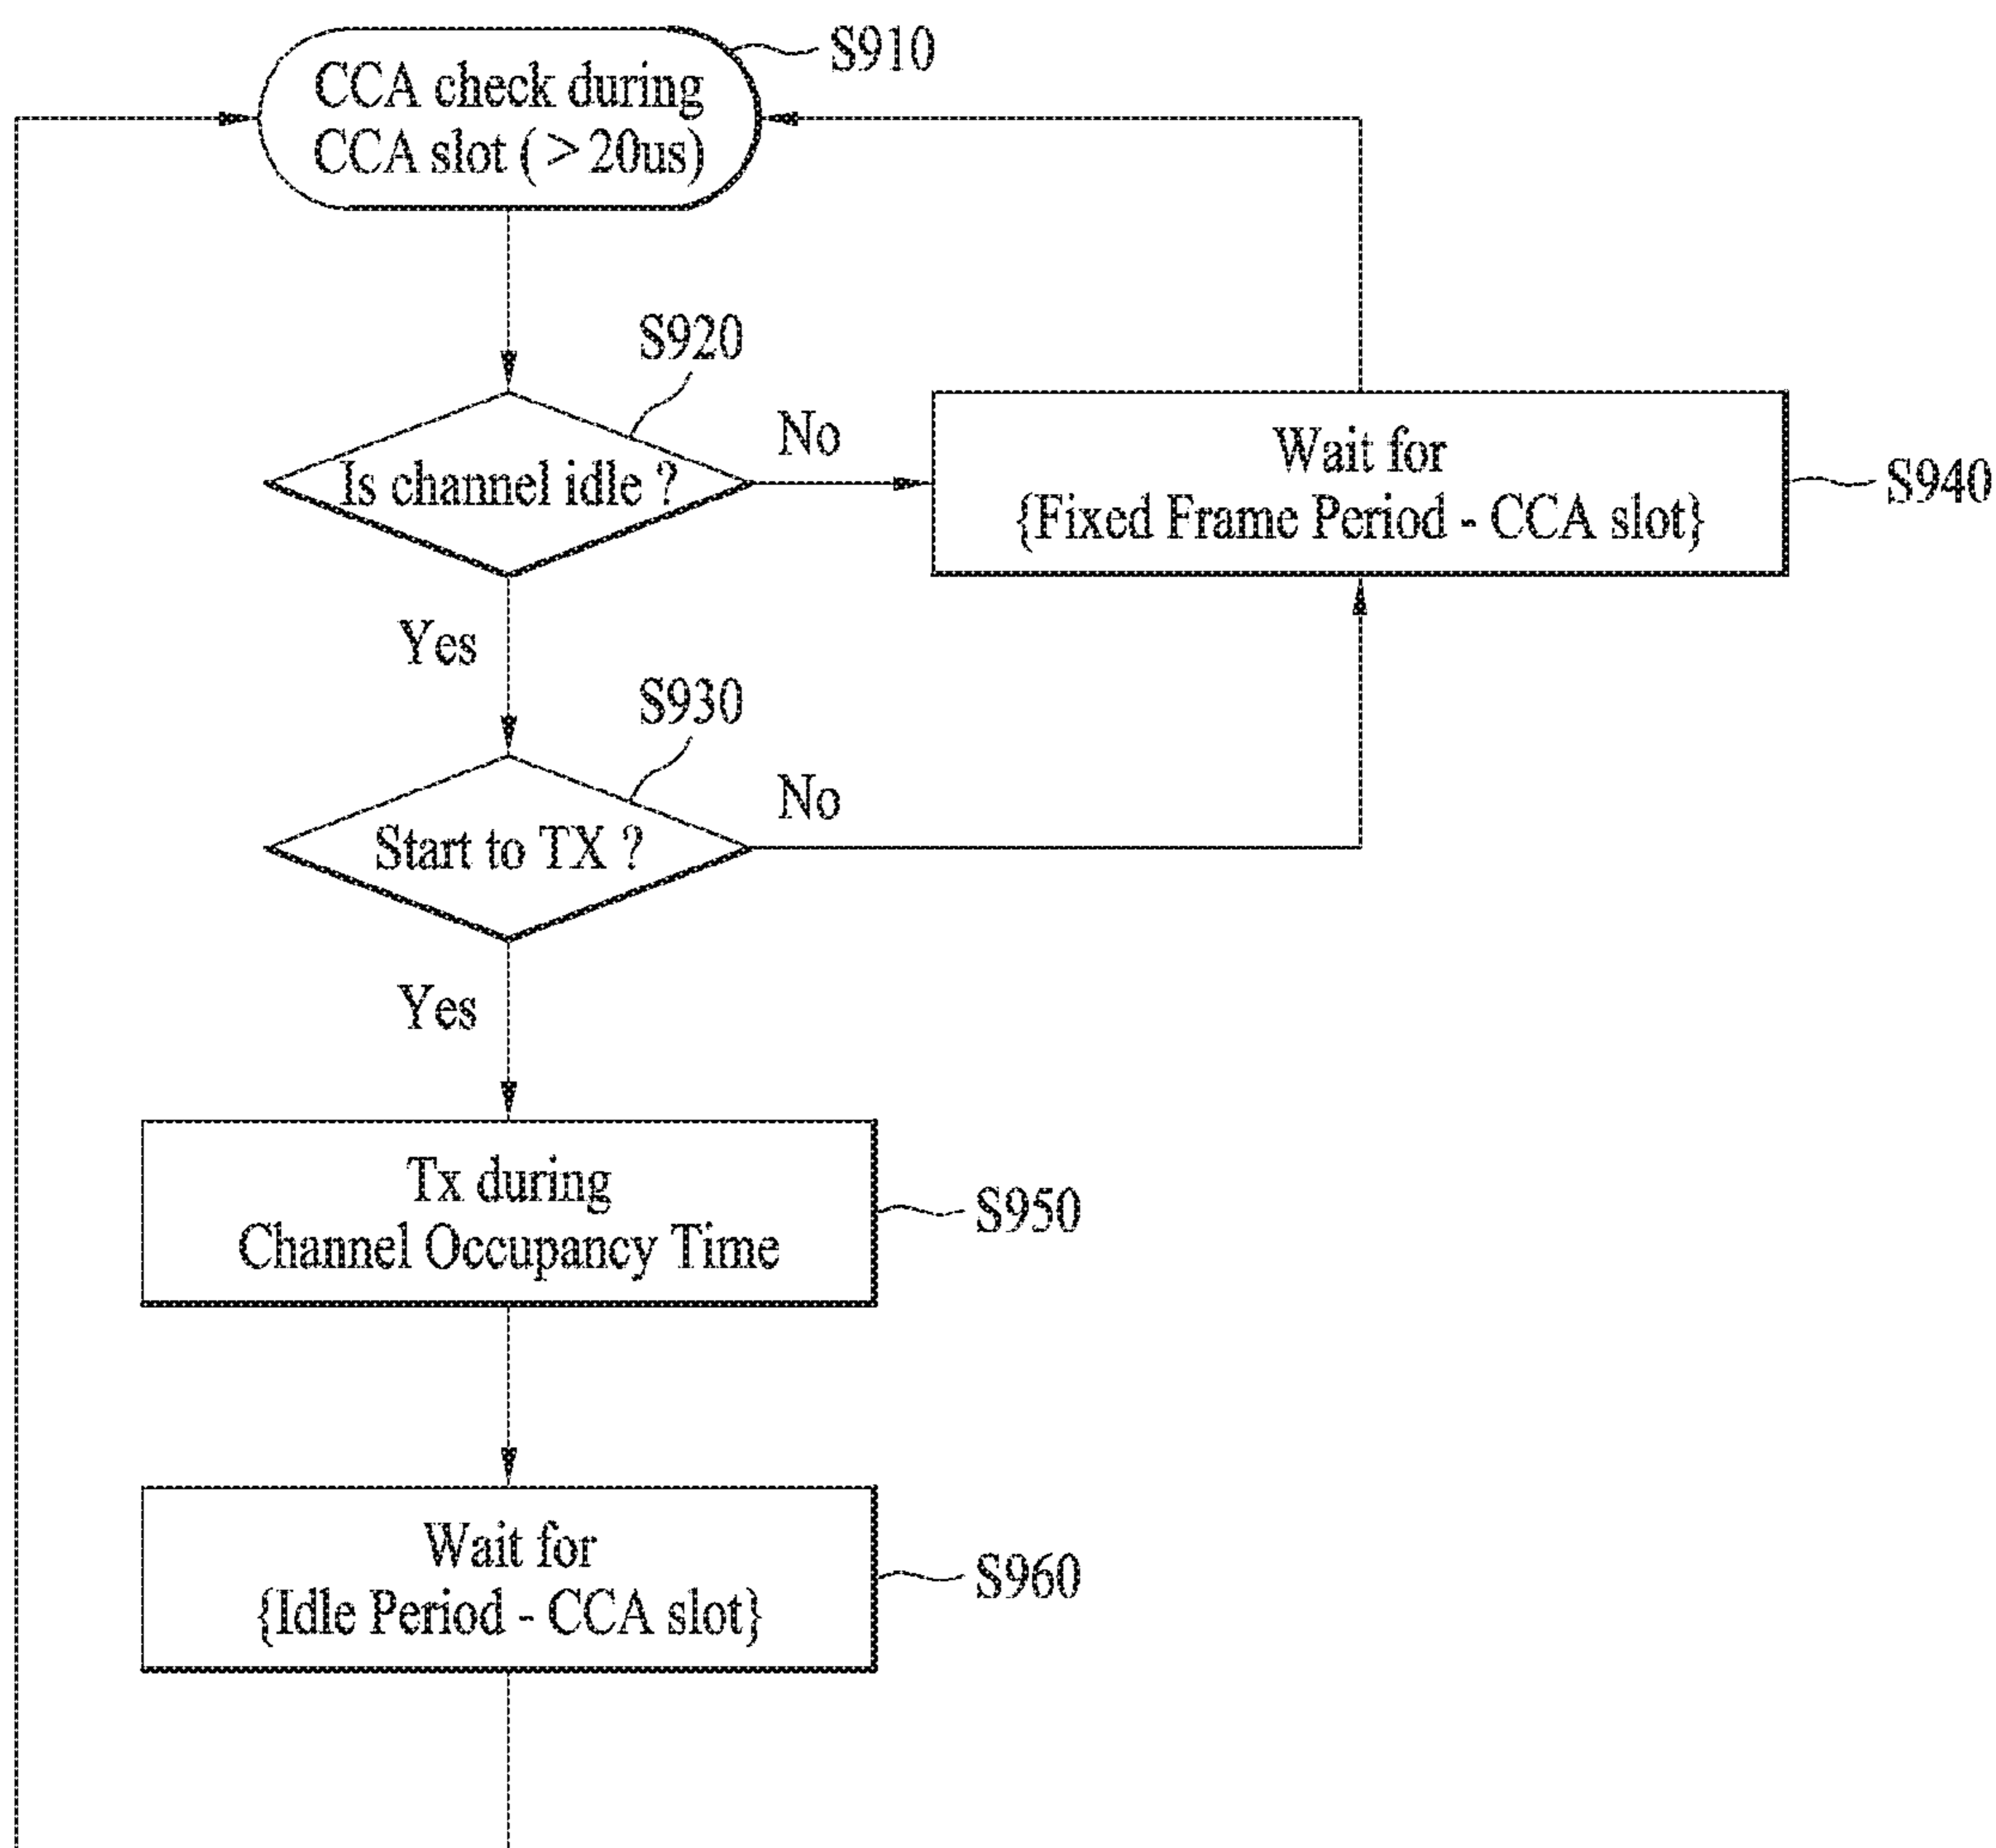 S910
CCA check during
CCA slot ( > 20us)
S920
Is channel idle ?
No
Wait for
{Fixed Frame Period - CCA slot}
S940
Yes
S930
Start to TX ?
No
Yes
Tx during
Channel Occupancy Time
S950
Wait for
{Idle Period - CCA slot}
S960